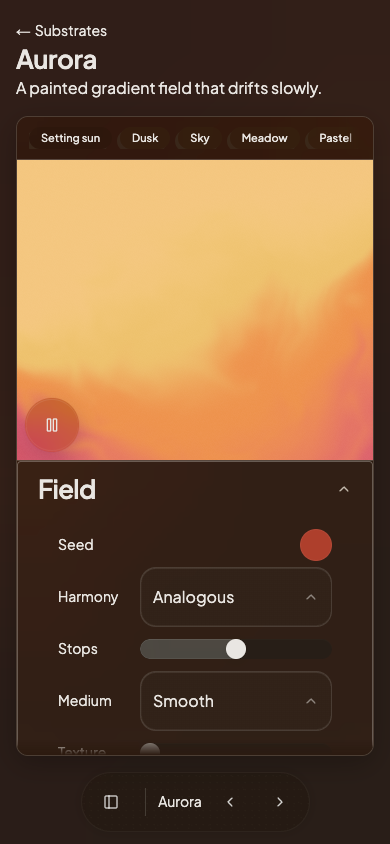 ← Substrates
Aurora
A painted gradient field that drifts slowly.
Setting sun Dusk Sky Meadow Pastel
Field
Seed
Harmony Analogous
Stops
Medium Smooth
Texture
Aurora